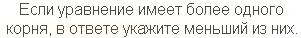 Если уравнение имеет более одного
корня, в ответе укажите меньший из них.